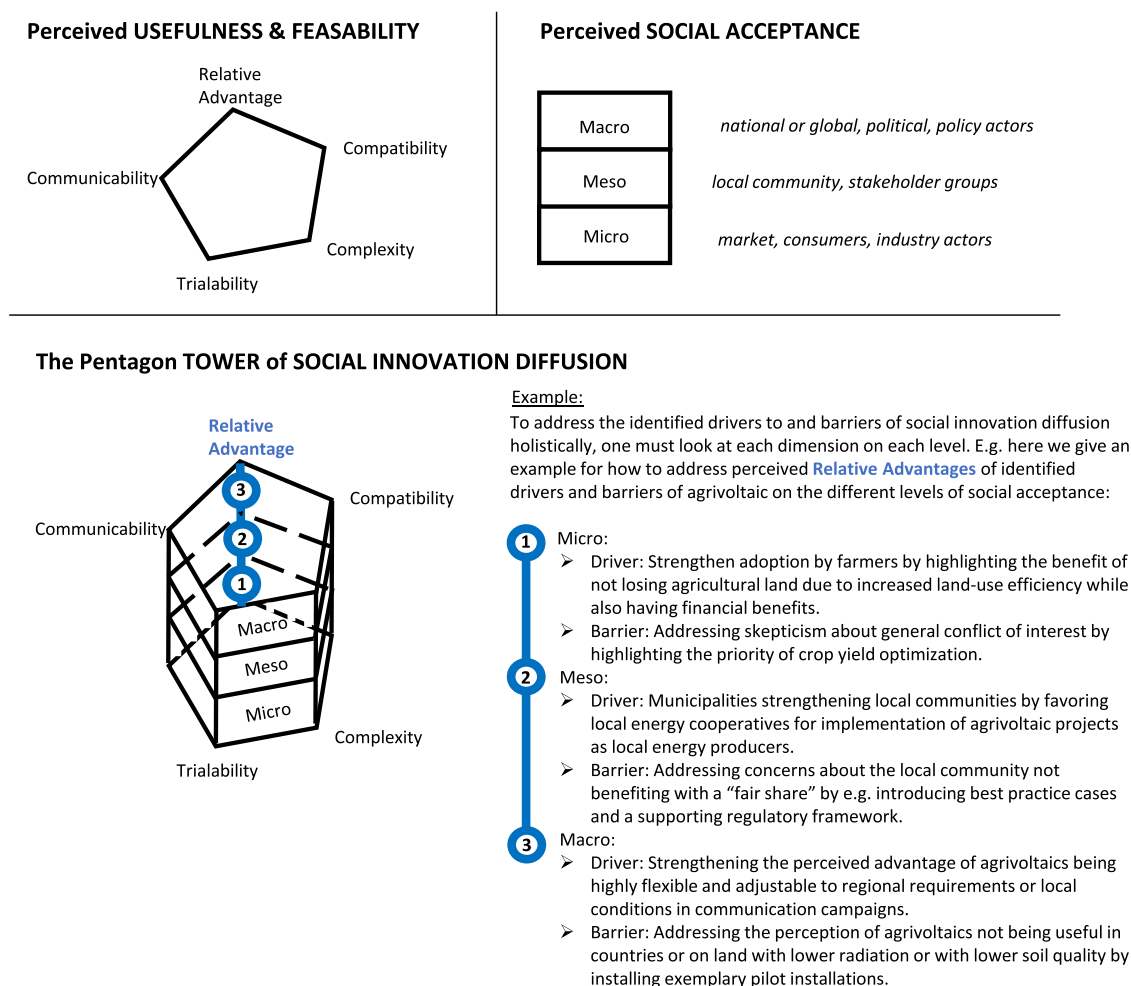 Perceived USEFULNESS & FEASABILITY
Relative
Advantage
Compatibility
Communicability
Complexity
Trialability
Perceived SOCIAL ACCEPTANCE
Macro
national or global, political, policy actors
Meso
local community, stakeholder groups
Micro
market, consumers, industry actors
The Pentagon TOWER of SOCIAL INNOVATION DIFFUSION
Relative
Advantage
3
Compatibility
Communicability
2
1
Macro
Meso
Micro
Complexity
Trialability
Example:
To address the identified drivers to and barriers of social innovation diffusion
holistically, one must look at each dimension on each level. E.g. here we give an
example for how to address perceived Relative Advantages of identified
drivers and barriers of agrivoltaic on the different levels of social acceptance:
1 Micro:
➢ Driver: Strengthen adoption by farmers by highlighting the benefit of
not losing agricultural land due to increased land-use efficiency while
also having financial benefits.
➢ Barrier: Addressing skepticism about general conflict of interest by
highlighting the priority of crop yield optimization.
2 Meso:
➢ Driver: Municipalities strengthening local communities by favoring
local energy cooperatives for implementation of agrivoltaic projects
as local energy producers.
➢ Barrier: Addressing concerns about the local community not
benefiting with a “fair share” by e.g. introducing best practice cases
and a supporting regulatory framework.
3 Macro:
➢ Driver: Strengthening the perceived advantage of agrivoltaics being
highly flexible and adjustable to regional requirements or local
conditions in communication campaigns.
➢ Barrier: Addressing the perception of agrivoltaics not being useful in
countries or on land with lower radiation or with lower soil quality by
installing exemplary pilot installations.